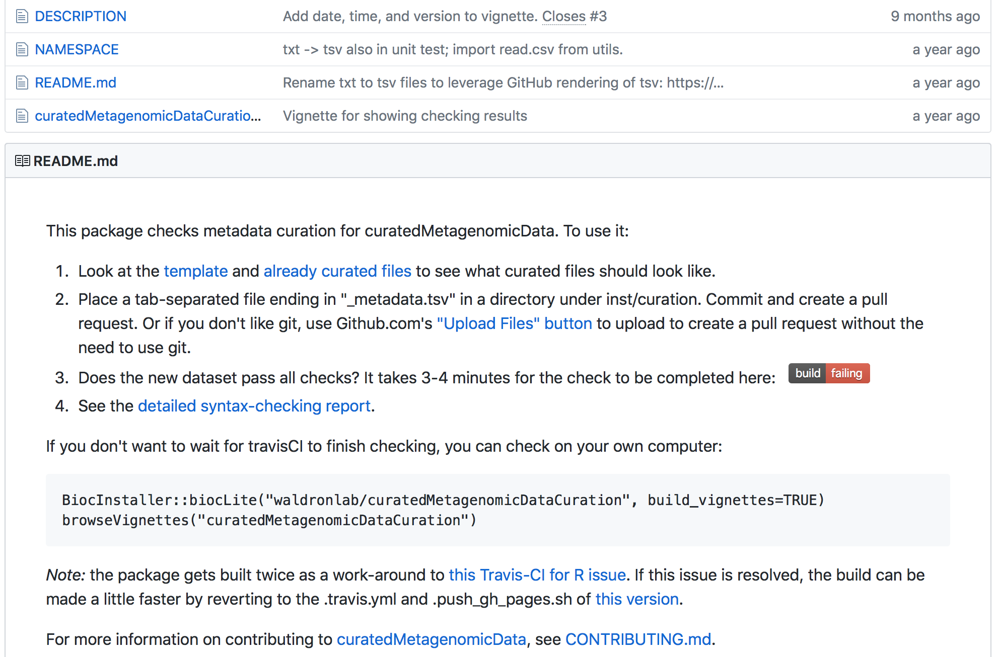 DESCRIPTION Add date, time, and version to vignette. Closes #3 9 months ago
NAMESPACE txt -> tsv also in unit test; import read.csv from utils. a year ago
README.md Rename txt to tsv files to leverage GitHub rendering of tsv: https://... a year ago
curatedMetagenomicDataCuratio... Vignette for showing checking results a year ago
README.md
This package checks metadata curation for curatedMetagenomicData. To use it:
1. Look at the template and already curated files to see what curated files should look like.
2. Place a tab-separated file ending in "_metadata.tsv" in a directory under inst/curation. Commit and create a pull
request. Or if you don't like git, use Github.com's "Upload Files" button to upload to create a pull request without the
need to use git.
3. Does the new dataset pass all checks? It takes 3-4 minutes for the check to be completed here: build failing
4. See the detailed syntax-checking report.
If you don't want to wait for travisCI to finish checking, you can check on your own computer:
BiocInstaller::biocLite("waldronlab/curatedMetagenomicDataCuration", build_vignettes=TRUE)
browseVignettes("curatedMetagenomicDataCuration")
Note: the package gets built twice as a work-around to this Travis-CI for R issue. If this issue is resolved, the build can be
made a little faster by reverting to the .travis.yml and .push_gh_pages.sh of this version.
For more information on contributing to curatedMetagenomicData, see CONTRIBUTING.md.